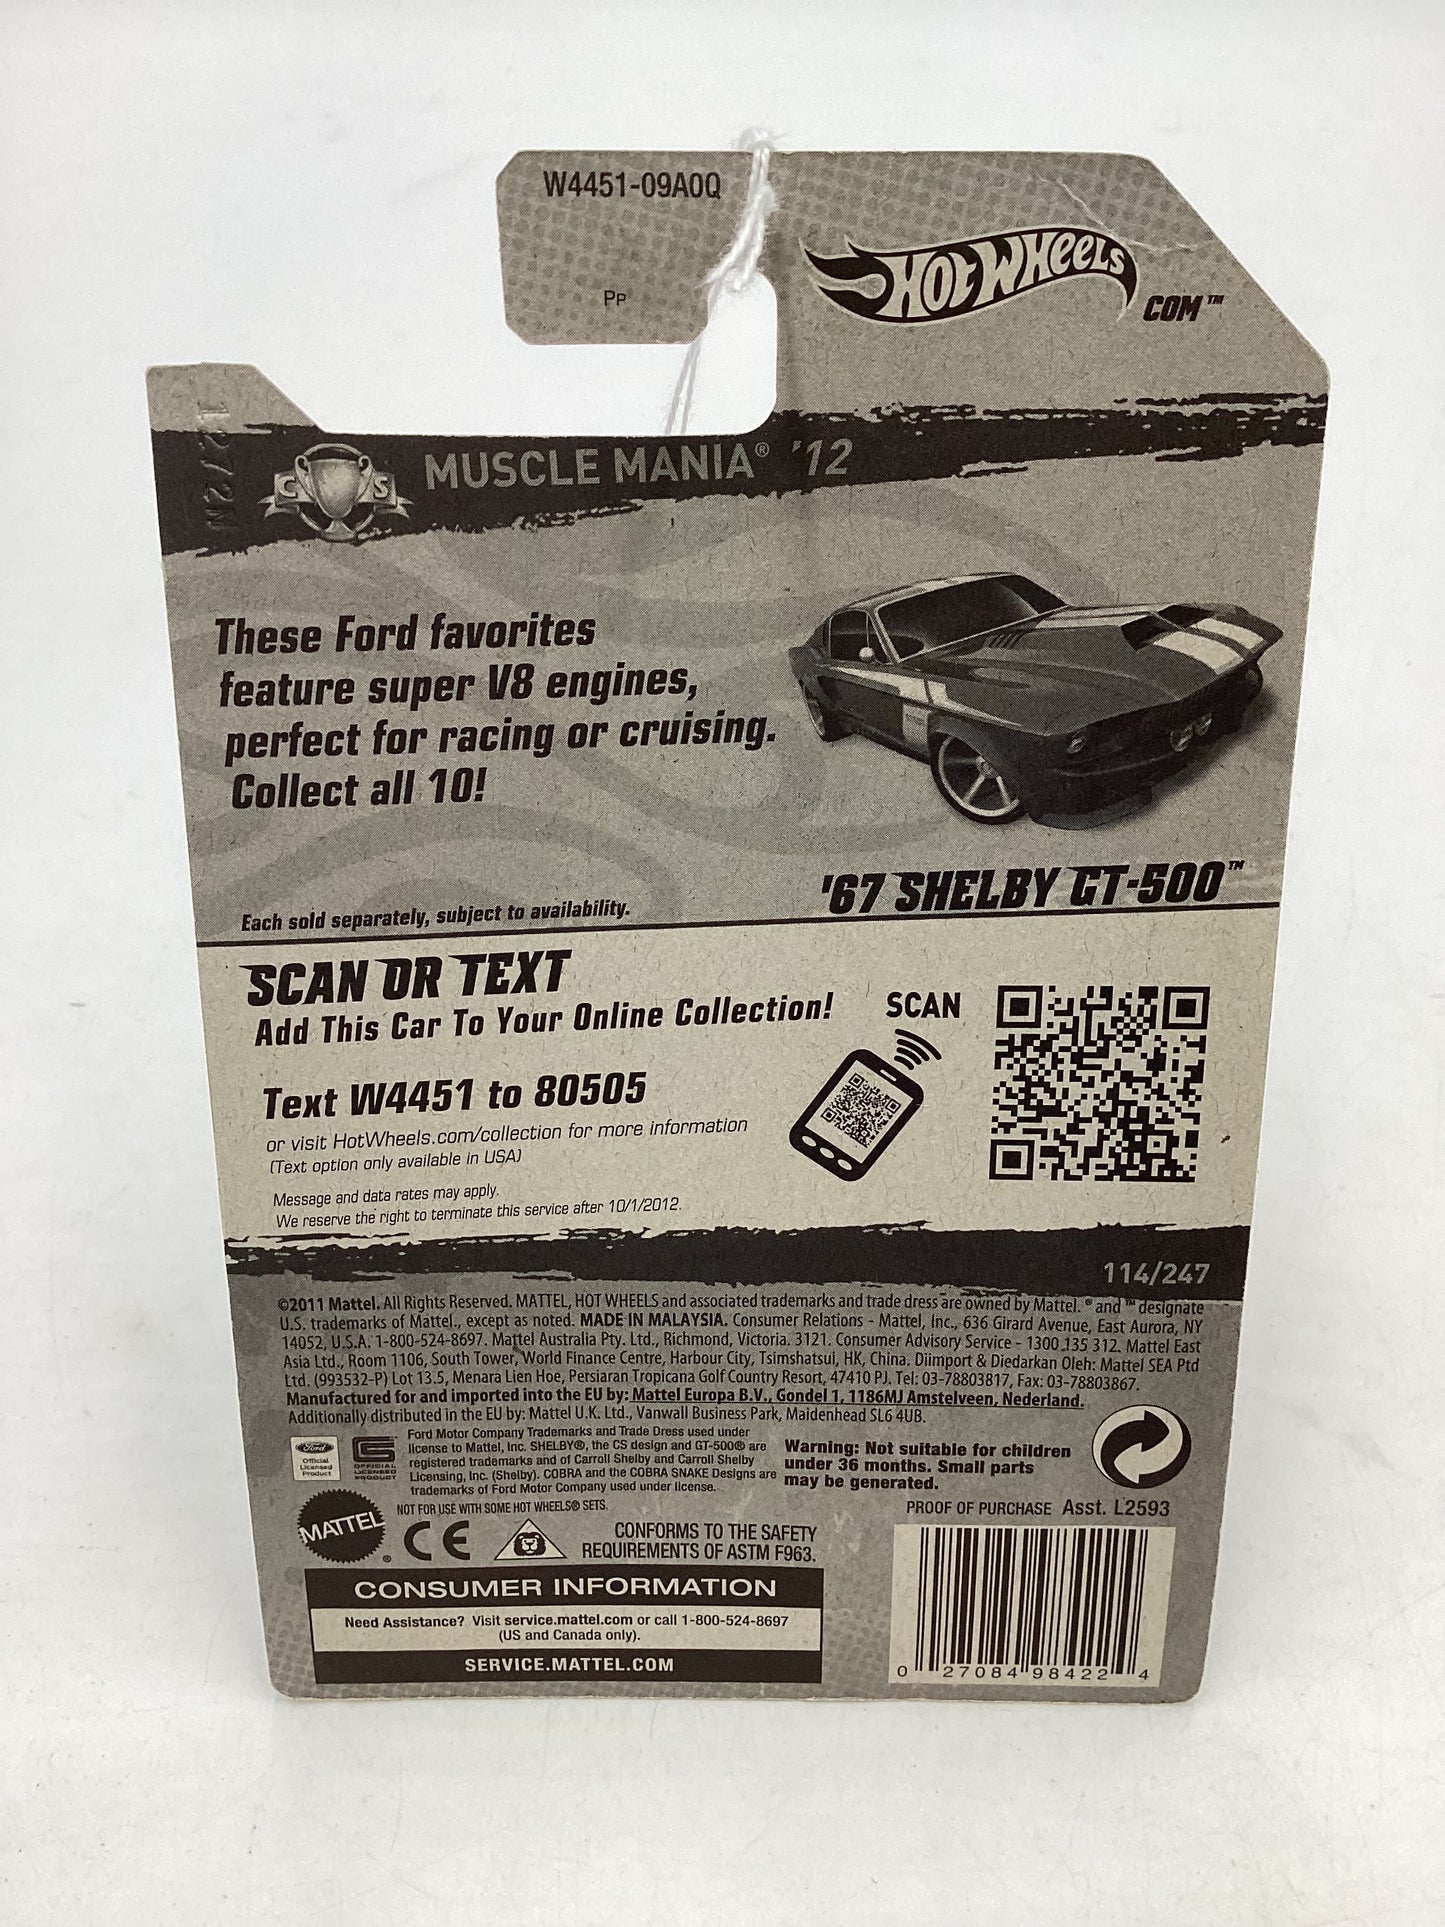 W4451-09A0Q
PP
HOT WHEELS
.COM™
1272N
C S
MUSCLE MANIA® '12
These Ford favorites
feature super V8 engines,
perfect for racing or cruising.
Collect all 10!
'67 SHELBY GT-500™
Each sold separately, subject to availability.
SCAN OR TEXT
Add This Car To Your Online Collection!
SCAN
Text W4451 to 80505
or visit HotWheels.com/collection for more information
(Text option only available in USA)
Message and data rates may apply.
We reserve the right to terminate this service after 10/1/2012.
114/247
©2011 Mattel. All Rights Reserved. MATTEL, HOT WHEELS and associated trademarks and trade dress are owned by Mattel. ® and ™ designate
U.S. trademarks of Mattel., except as noted. MADE IN MALAYSIA. Consumer Relations - Mattel, Inc., 636 Girard Avenue, East Aurora, NY
14052, U.S.A. 1-800-524-8697. Mattel Australia Pty. Ltd., Richmond, Victoria. 3121. Consumer Advisory Service - 1300 135 312. Mattel East
Asia Ltd., Room 1106, South Tower, World Finance Centre, Harbour City, Tsimshatsui, HK, China. Diimport & Diedarkan Oleh: Mattel SEA Ptd
Ltd. (993532-P) Lot 13.5, Menara Lien Hoe, Persiaran Tropicana Golf Country Resort, 47410 PJ. Tel: 03-78803817, Fax: 03-78803867.
Manufactured for and imported into the EU by: Mattel Europa B.V., Gondel 1, 1186MJ Amstelveen, Nederland.
Additionally distributed in the EU by: Mattel U.K. Ltd., Vanwall Business Park, Maidenhead SL6 4UB.
Ford
Official
Licensed
Product
CS
OFFICIAL
LICENSED
PRODUCT
Ford Motor Company Trademarks and Trade Dress used under
license to Mattel, Inc. SHELBY®, the CS design and GT-500® are
registered trademarks and of Carroll Shelby and Carroll Shelby
Licensing, Inc. (Shelby). COBRA and the COBRA SNAKE Designs are
trademarks of Ford Motor Company used under license.
Warning: Not suitable for children
under 36 months. Small parts
may be generated.
NOT FOR USE WITH SOME HOT WHEELS® SETS.
PROOF OF PURCHASE Asst. L2593
MATTEL®
CE
CONFORMS TO THE SAFETY
REQUIREMENTS OF ASTM F963.
CONSUMER INFORMATION
Need Assistance? Visit service.mattel.com or call 1-800-524-8697
(US and Canada only).
SERVICE.MATTEL.COM
0 27084 98422 4